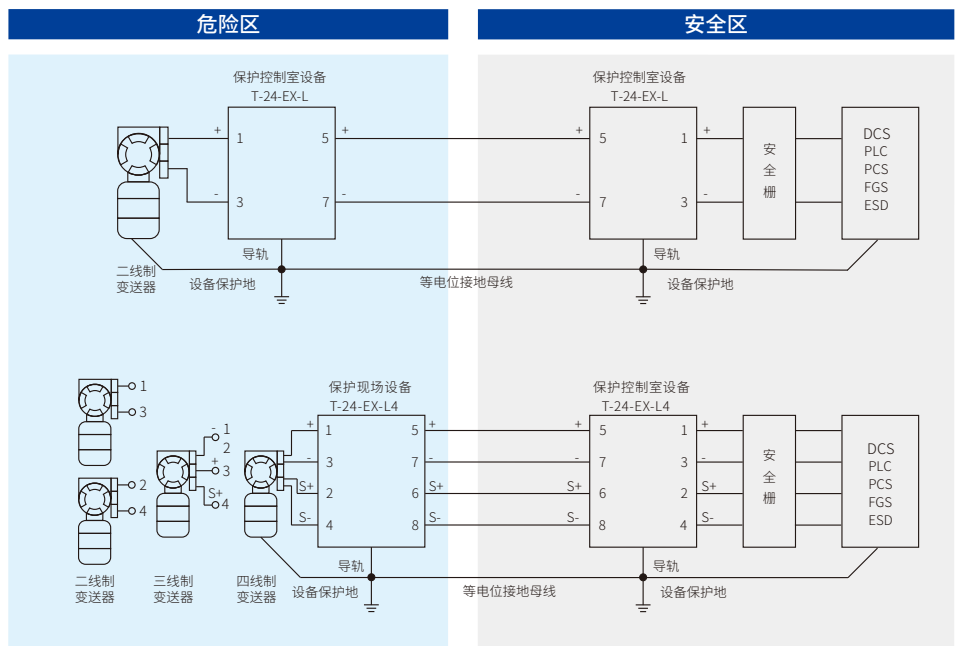 危险区
安全区
保护控制室设备
T-24-EX-L
保护控制室设备
T-24-EX-L
+ 1 5 + + 5 1 +
- 3 7 - - 7 3 -
安全栅
DCS
PLC
PCS
FGS
ESD
导轨
导轨
二线制
变送器
设备保护地
等电位接地母线
设备保护地
保护现场设备
T-24-EX-L4
保护控制室设备
T-24-EX-L4
1
3
2
4
- 1
2
+ 3
S+ 4
+ 1 5 + + 5 1 +
- 3 7 - - 7 3 -
S+ 2 6 S+ S+ 6 2 S+
S- 4 8 S- S- 8 4 S-
安全栅
DCS
PLC
PCS
FGS
ESD
导轨
导轨
二线制
变送器
三线制
变送器
四线制
变送器
设备保护地
等电位接地母线
设备保护地